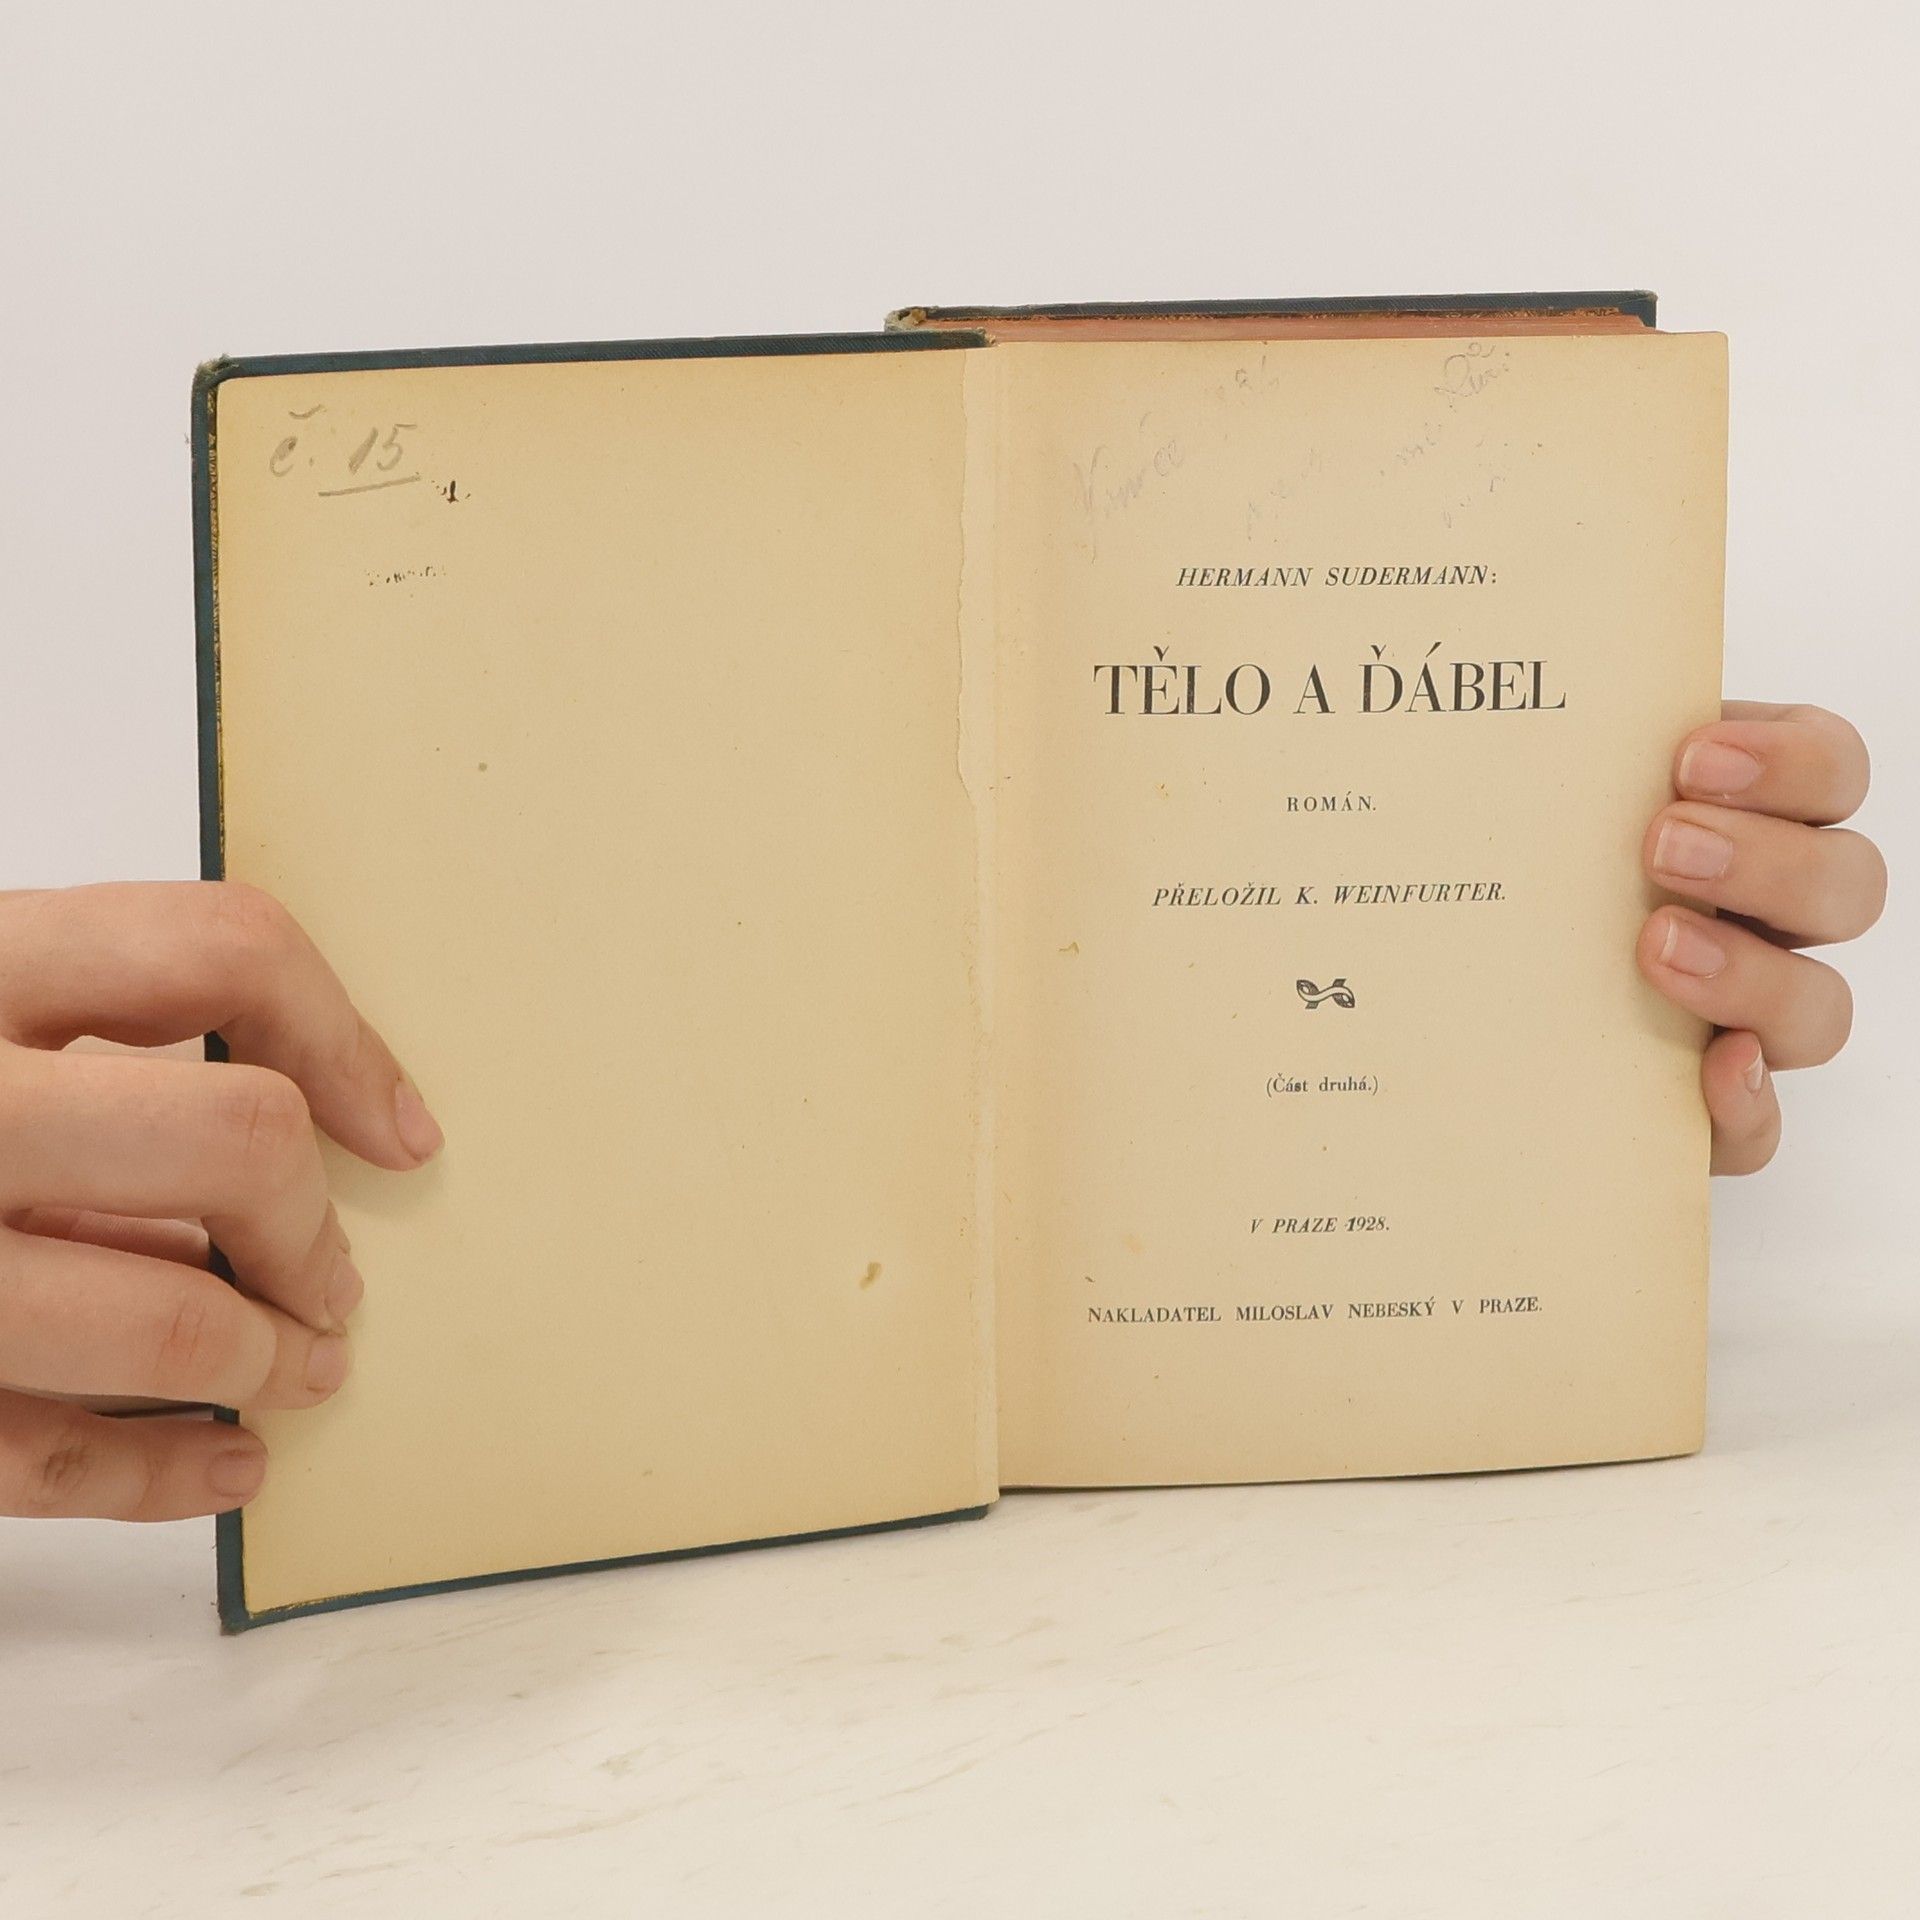 č. 15
HERMANN SUDERMANN:
TĚLO A ĎÁBEL
ROMÁN.
PŘELOŽIL K. WEINFURTER.
(Část druhá.)
V PRAZE 1928.
NAKLADATEL MILOSLAV NEBESKÝ V PRAZE.